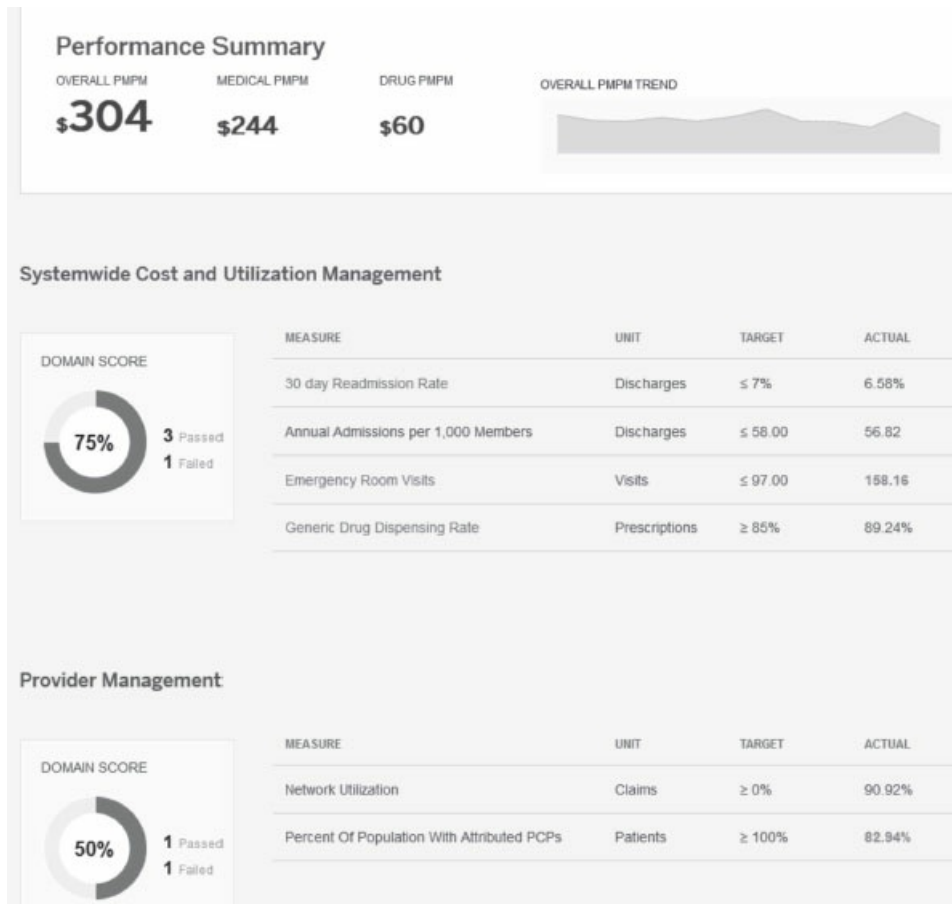 Performance Summary
OVERALL PMPM MEDICAL PMPM DRUG PMPM OVERALL PMPM TREND
$304 $244 $60
Systemwide Cost and Utilization Management
MEASURE UNIT TARGET ACTUAL
DOMAIN SCORE
30 day Readmission Rate Discharges ≤ 7% 6.58%
75% 3 Passed
1 Failed
Annual Admissions per 1,000 Members Discharges ≤ 58.00 56.82
Emergency Room Visits Visits ≤ 97.00 158.16
Generic Drug Dispensing Rate Prescriptions ≥ 85% 89.24%
Provider Management
MEASURE UNIT TARGET ACTUAL
DOMAIN SCORE
Network Utilization Claims ≥ 0% 90.92%
50% 1 Passed
1 Failed
Percent Of Population With Attributed PCPs Patients ≥ 100% 82.94%